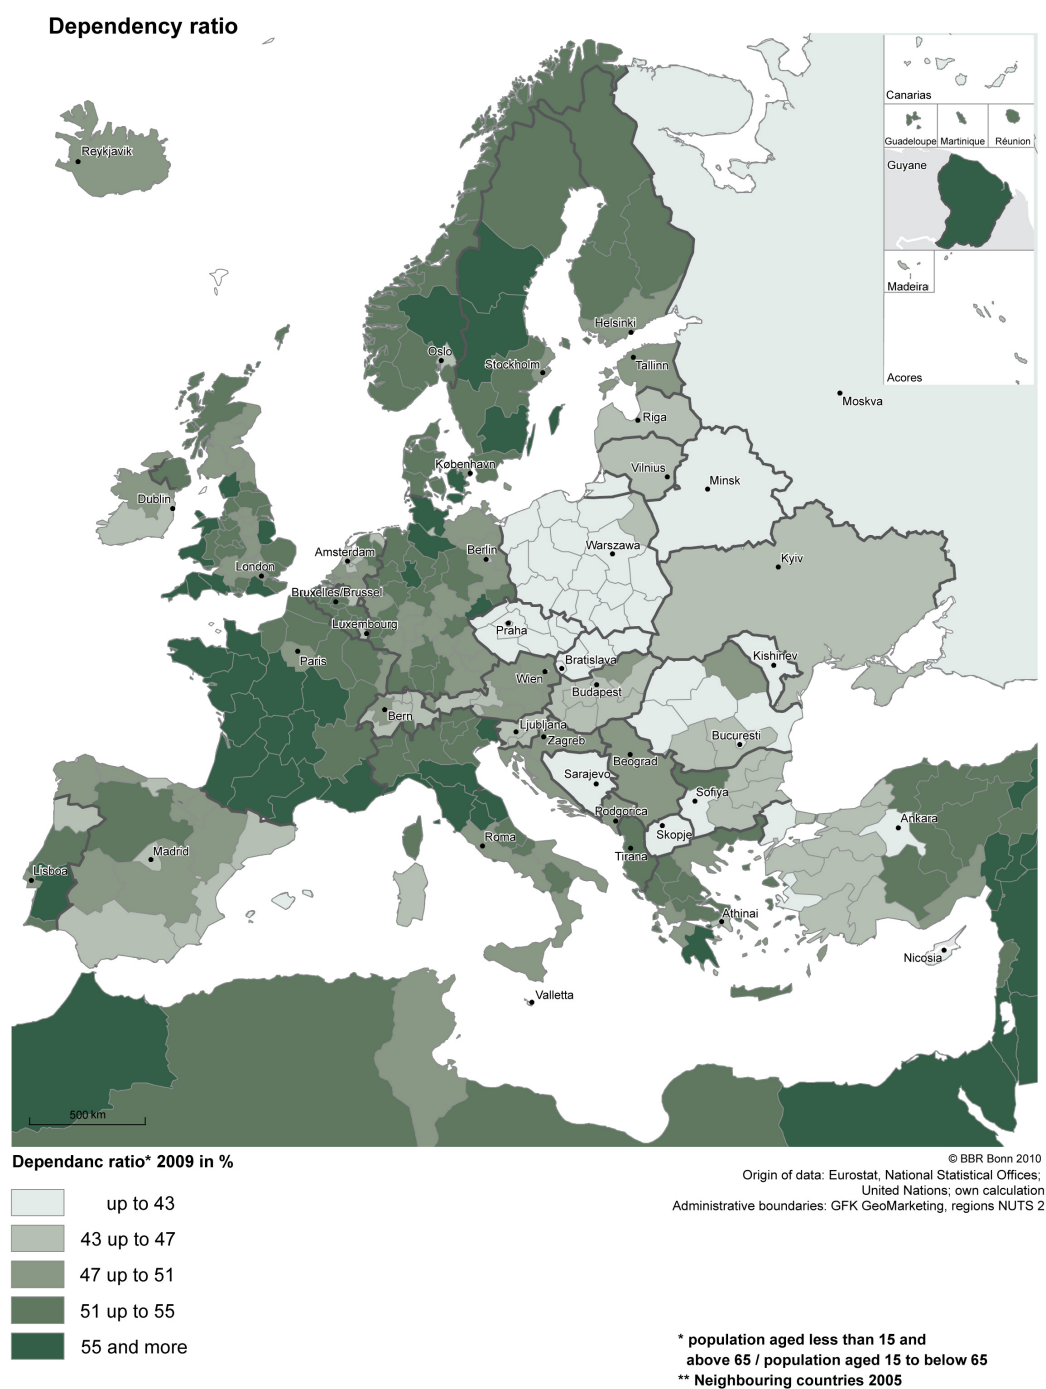 Dependency ratio
Canarias
Guadeloupe
Martinique
Réunion
Guyane
Madeira
Acores
Reykjavik
Helsinki
Oslo
Stockholm
Tallinn
Moskva
Riga
København
Vilnius
Minsk
Dublin
Amsterdam
Berlin
Warszawa
Kyiv
London
Bruxelles/Brussel
Luxembourg
Praha
Paris
Bratislava
Kishinev
Wien
Budapest
Bern
Ljubljana
Zagreb
Bucuresti
Beograd
Sarajevo
Sofiya
Podgorica
Skopje
Ankara
Roma
Tirana
Madrid
Lisboa
Athinai
Nicosia
Valletta
500 km
Dependanc ratio* 2009 in %
up to 43
43 up to 47
47 up to 51
51 up to 55
55 and more
© BBR Bonn 2010
Origin of data: Eurostat, National Statistical Offices;
United Nations; own calculation
Administrative boundaries: GFK GeoMarketing, regions NUTS 2
* population aged less than 15 and
above 65 / population aged 15 to below 65
** Neighbouring countries 2005